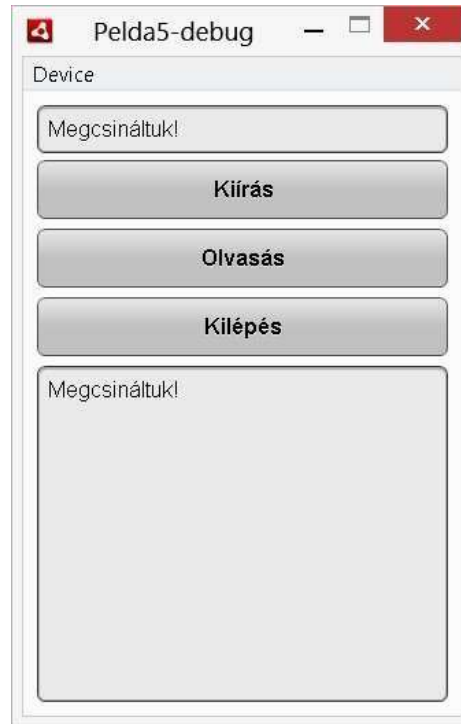 Pelda5-debug
Device
Megcsináltuk!
Kiírás
Olvasás
Kilépés
Megcsináltuk!